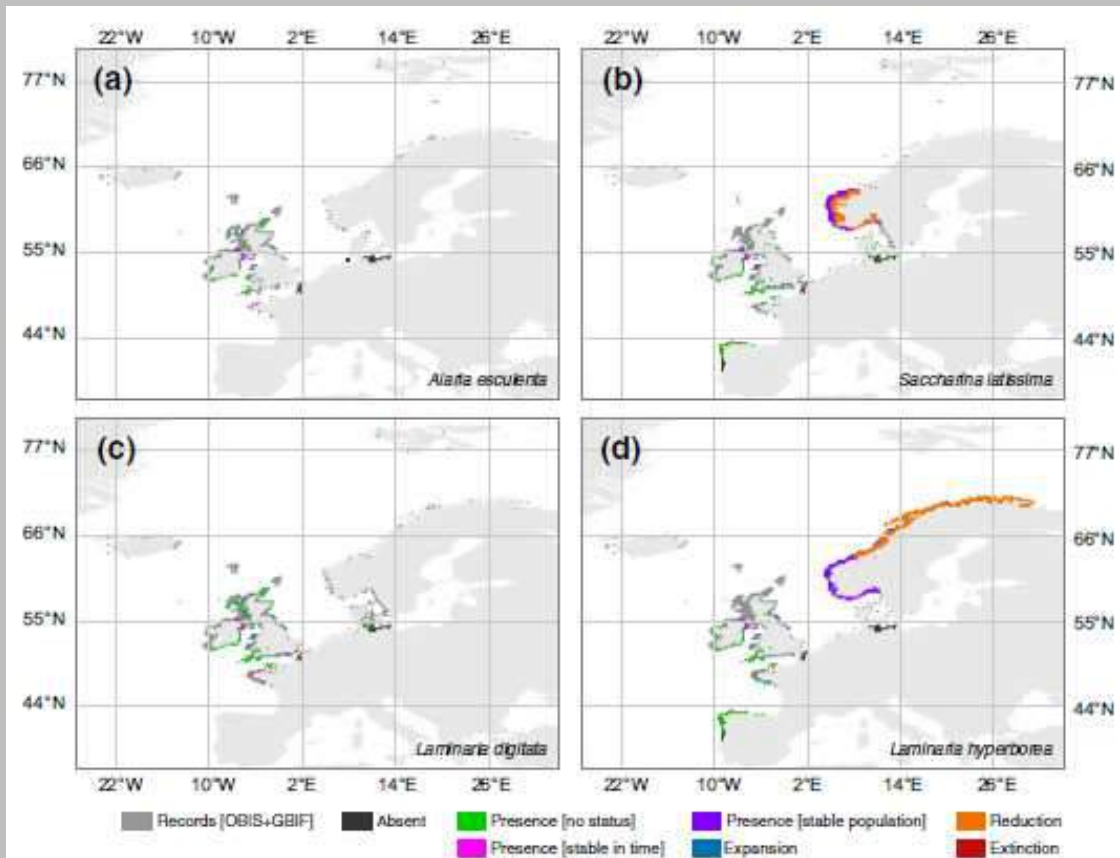 22°W 10°W 2°E 14°E 26°E 22°W 10°W 2°E 14°E 26°E
(a) (b)
77°N 77°N
66°N 66°N
55°N 55°N
44°N 44°N
Alaria esculenta Saccharina latissima
(c) (d)
77°N 77°N
66°N 66°N
55°N 55°N
44°N 44°N
Laminaria digitata Laminaria hyperborea
22°W 10°W 2°E 14°E 26°E 22°W 10°W 2°E 14°E 26°E
Records [OBIS+GBIF] Absent Presence [no status] Presence [stable population] Reduction
Presence [stable in time] Expansion Extinction